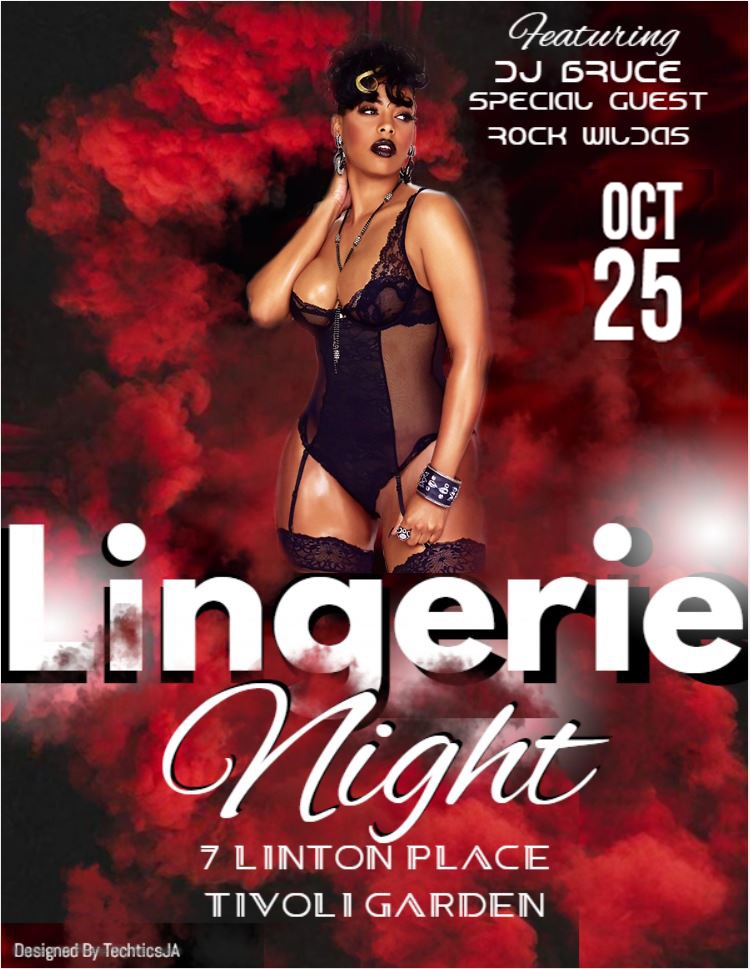 Featuring
DJ BRUCE
SPECIAL GUEST
ROCK WILDAS
OCT
25
Lingerie
Night
7 LINTON PLACE
TIVOLI GARDEN
Designed By TechticsJA